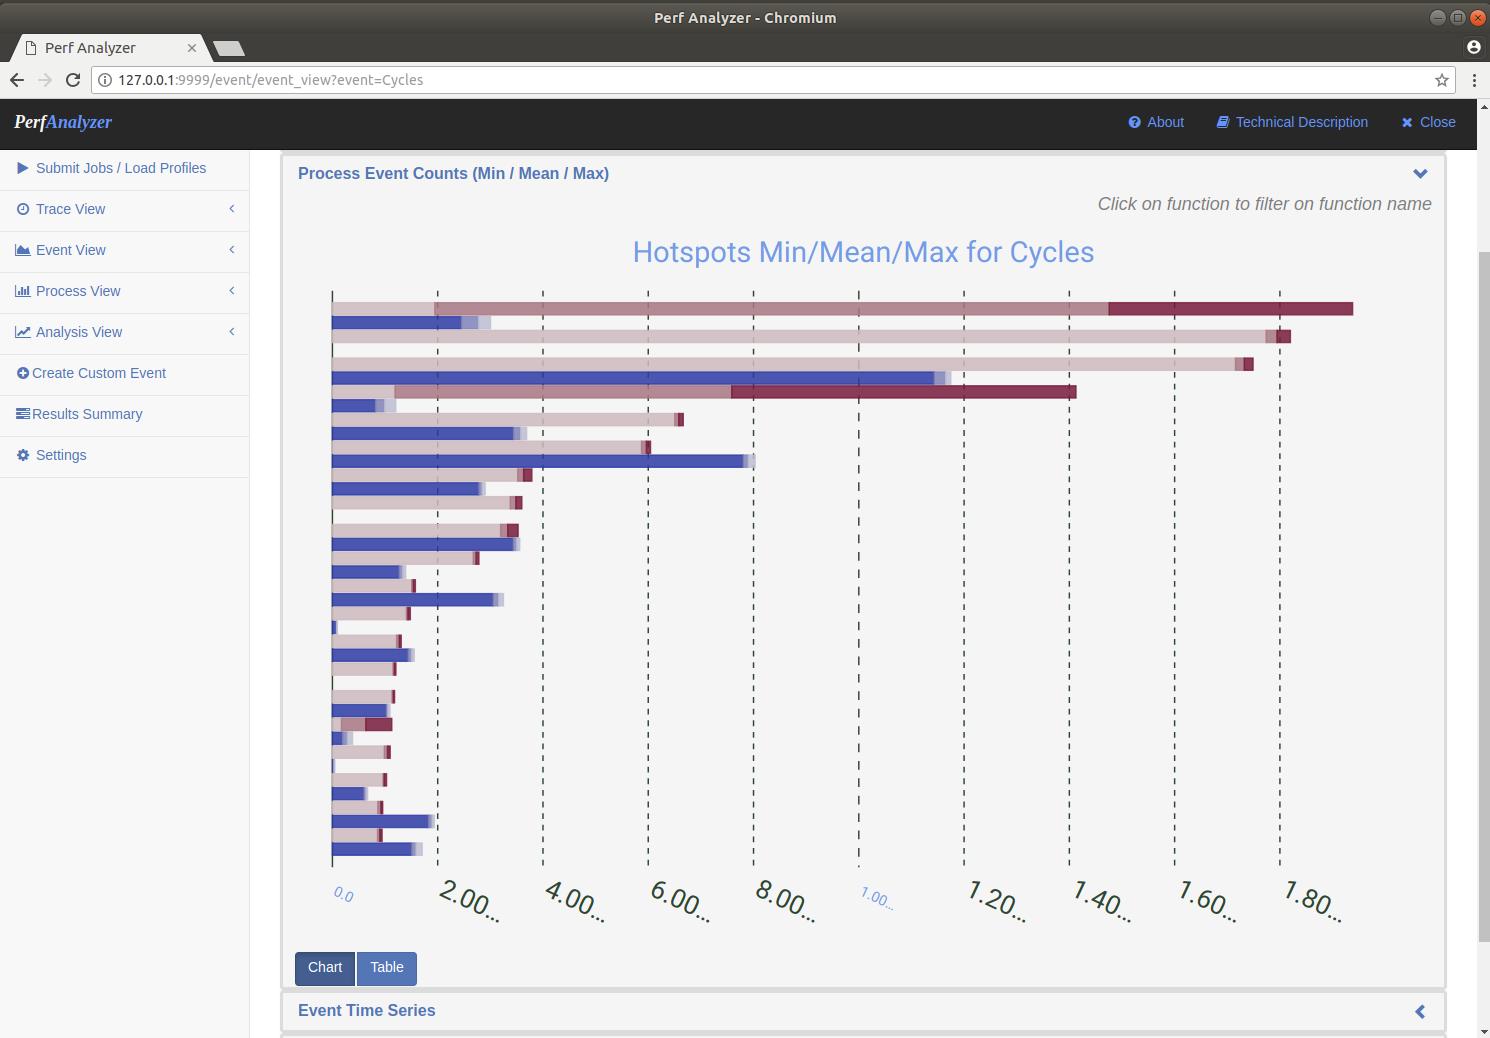 Perf Analyzer - Chromium
Perf Analyzer
127.0.0.1:9999/event/event_view?event=Cycles
PerfAnalyzer
About
Technical Description
Close
Submit Jobs / Load Profiles
Trace View
Event View
Process View
Analysis View
Create Custom Event
Results Summary
Settings
Process Event Counts (Min / Mean / Max)
Click on function to filter on function name
Hotspots Min/Mean/Max for Cycles
0.0 2.00... 4.00... 6.00... 8.00... 1.00... 1.20... 1.40... 1.60... 1.80...
Chart Table
Event Time Series